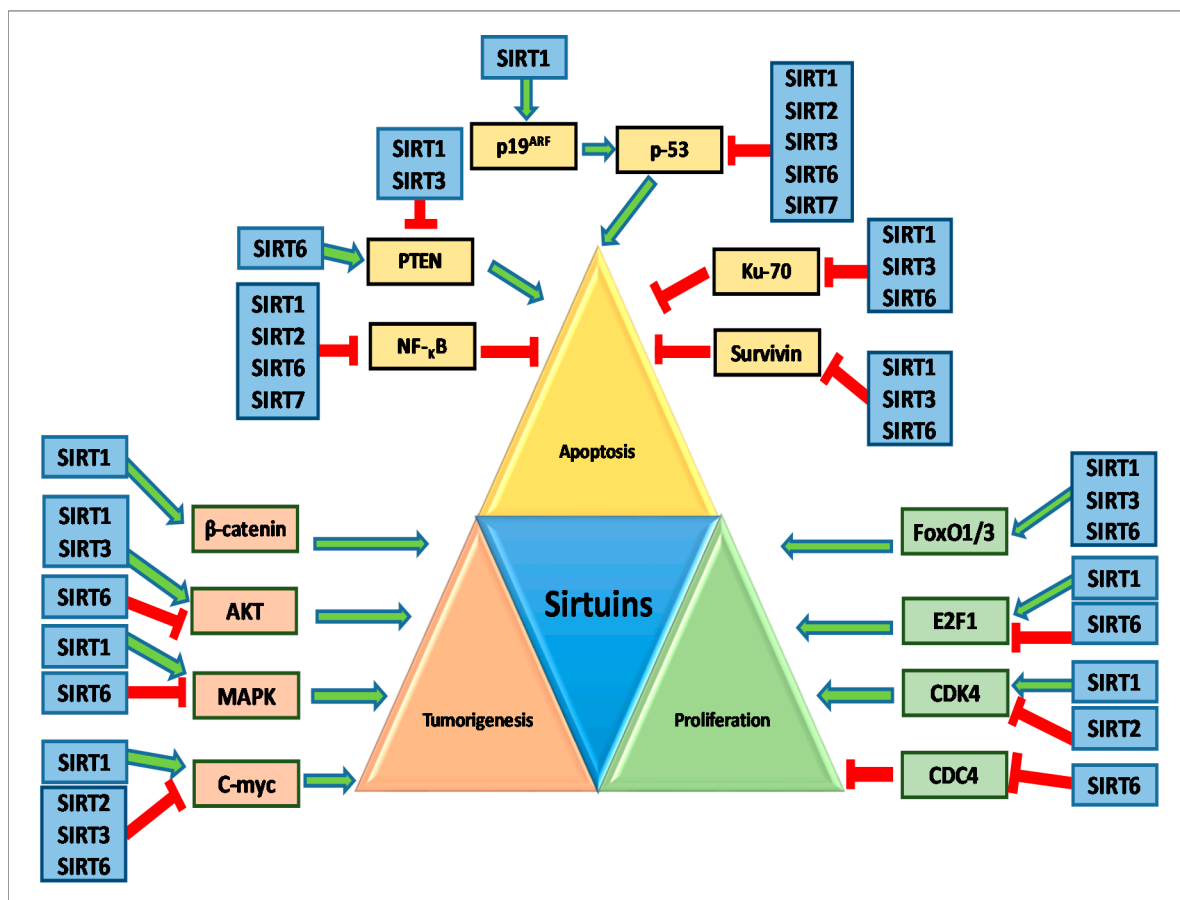 SIRT1
p19ARF
p-53
SIRT1
SIRT2
SIRT3
SIRT6
SIRT7
SIRT1
SIRT3
SIRT6
PTEN
Ku-70
SIRT1
SIRT3
SIRT6
SIRT1
SIRT2
SIRT6
SIRT7
NF-κB
Survivin
SIRT1
SIRT3
SIRT6
Apoptosis
SIRT1
β-catenin
SIRT1
SIRT3
SIRT6
AKT
SIRT1
SIRT6
MAPK
SIRT1
C-myc
SIRT2
SIRT3
SIRT6
Sirtuins
Tumorigenesis
Proliferation
FoxO1/3
SIRT1
SIRT3
SIRT6
E2F1
SIRT1
SIRT6
CDK4
SIRT1
SIRT2
CDC4
SIRT6